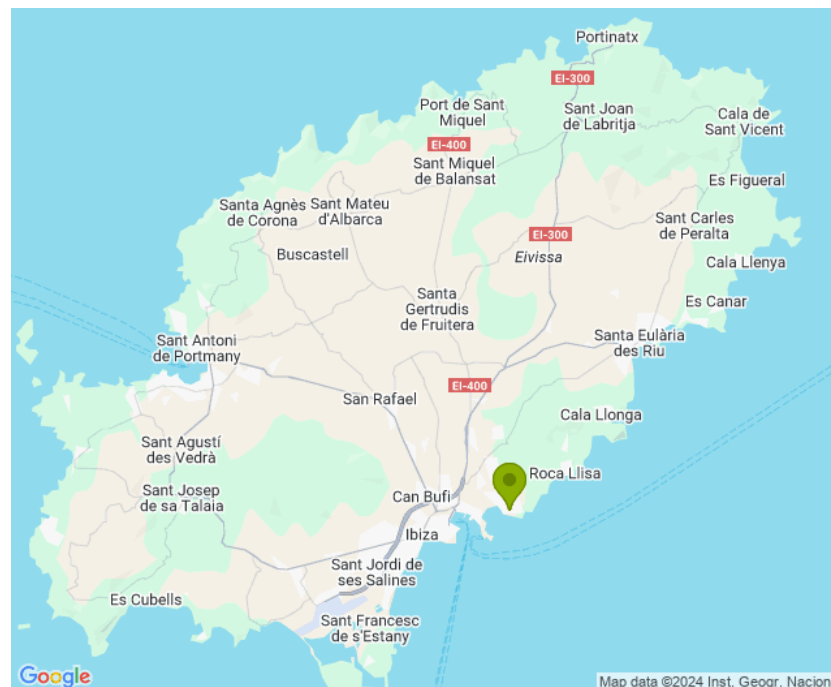 Portinatx
EI-300
Port de Sant
Miquel
Sant Joan
de Labritja
Cala de
Sant Vicent
EI-400
Sant Miquel
de Balansat
Es Figueral
Santa Agnès
de Corona
Sant Mateu
d'Albarca
Sant Carles
de Peralta
EI-300
Buscastell
Eivissa
Cala Llenya
Santa
Gertrudis
de Fruitera
Es Canar
Sant Antoni
de Portmany
Santa Eulària
des Riu
EI-400
San Rafael
Cala Llonga
Sant Agustí
des Vedrà
Roca Llisa
Sant Josep
de sa Talaia
Can Bufi
Ibiza
Sant Jordi de
ses Salines
Es Cubells
Sant Francesc
de s'Estany
Google
Map data ©2024 Inst. Geogr. Nacion